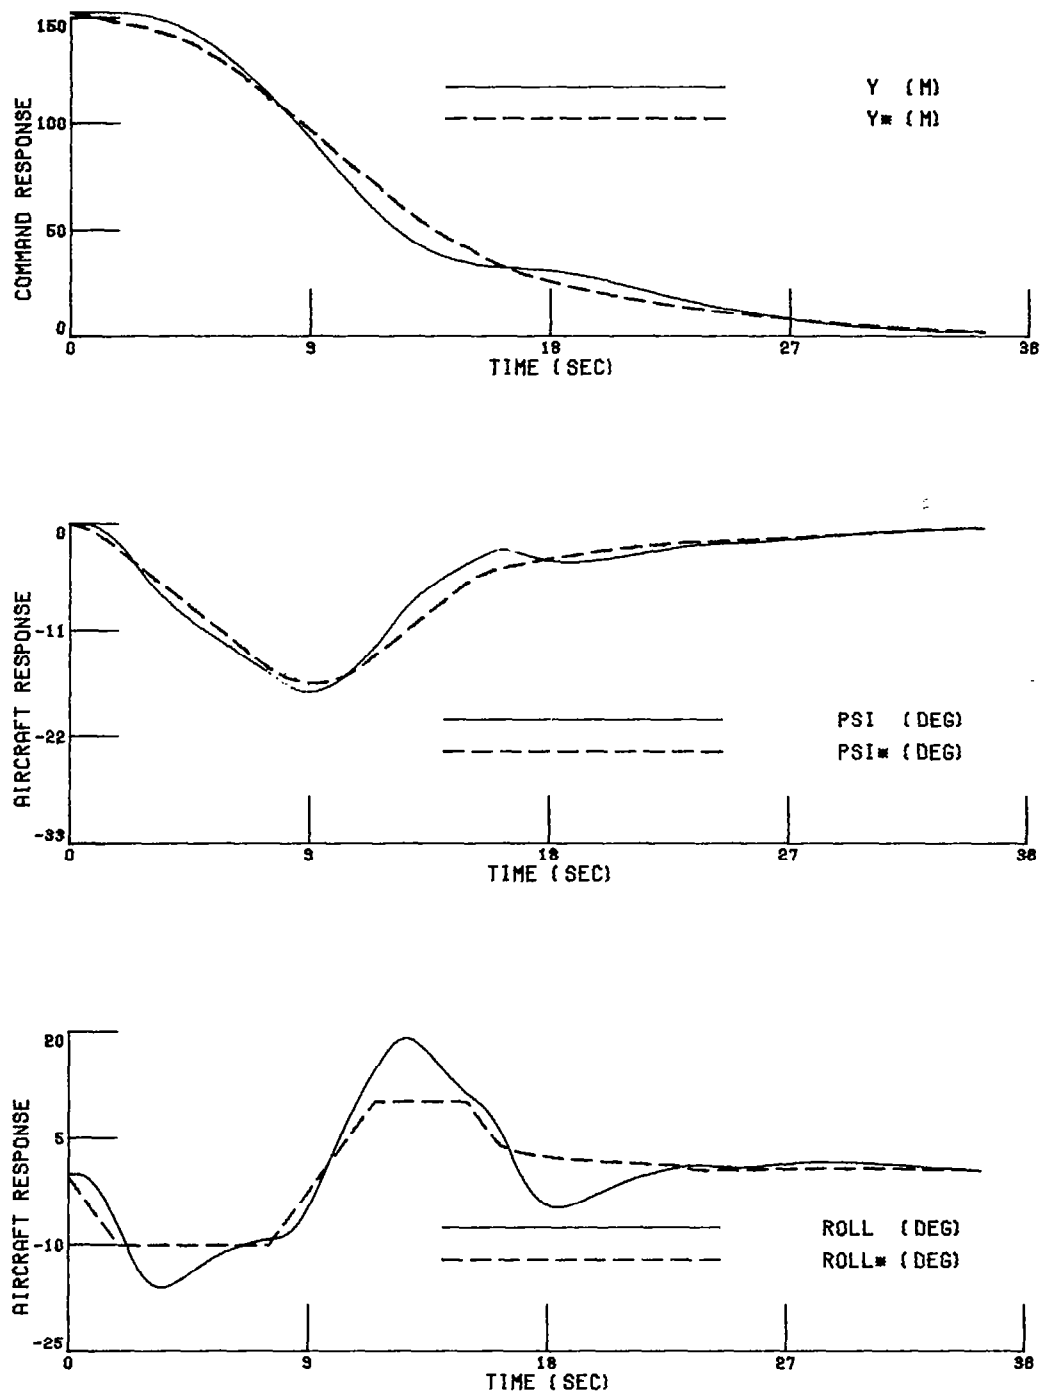 150
Y (M)
100
Y* (M)
50
0
COMMAND RESPONSE
0 9 18 27 36
TIME (SEC)
0
-11
PSI (DEG)
-22
PSI* (DEG)
-33
AIRCRAFT RESPONSE
0 9 18 27 36
TIME (SEC)
20
5
ROLL (DEG)
-10
ROLL* (DEG)
-25
AIRCRAFT RESPONSE
0 9 18 27 36
TIME (SEC)